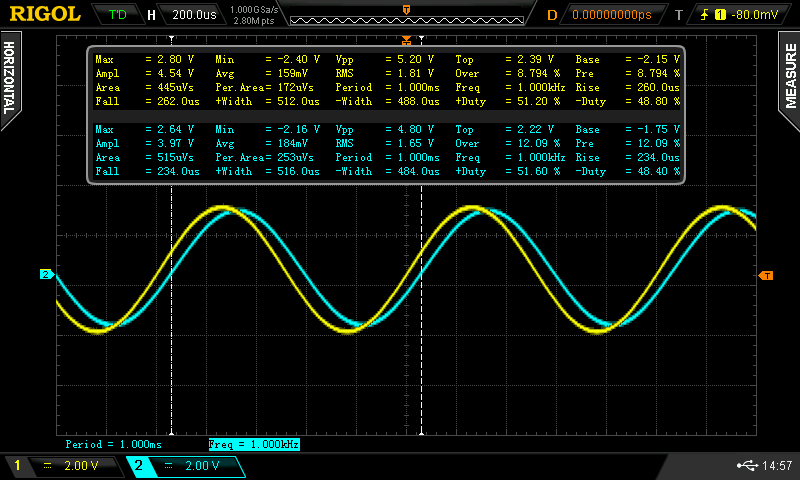 RIGOL T'D H 200.0us 1.000GSa/s 2.80M pts T D 0.00000000ps T 1 -80.0mV
HORIZONTAL
MEASURE
Max = 2.80 V Min = -2.40 V Vpp = 5.20 V Top = 2.39 V Base = -2.15 V
Ampl = 4.54 V Avg = 159mV RMS = 1.81 V Over = 8.794 % Pre = 8.794 %
Area = 445uVs Per.Area= 172uVs Period = 1.000ms Freq = 1.000kHz Rise = 260.0us
Fall = 262.0us +Width = 512.0us -Width = 488.0us +Duty = 51.20 % -Duty = 48.80 %
Max = 2.64 V Min = -2.16 V Vpp = 4.80 V Top = 2.22 V Base = -1.75 V
Ampl = 3.97 V Avg = 184mV RMS = 1.65 V Over = 12.09 % Pre = 12.09 %
Area = 515uVs Per.Area= 253uVs Period = 1.000ms Freq = 1.000kHz Rise = 234.0us
Fall = 234.0us +Width = 516.0us -Width = 484.0us +Duty = 51.60 % -Duty = 48.40 %
2
T
Period = 1.000ms Freq = 1.000kHz
1 2.00 V 2 2.00 V 14:57